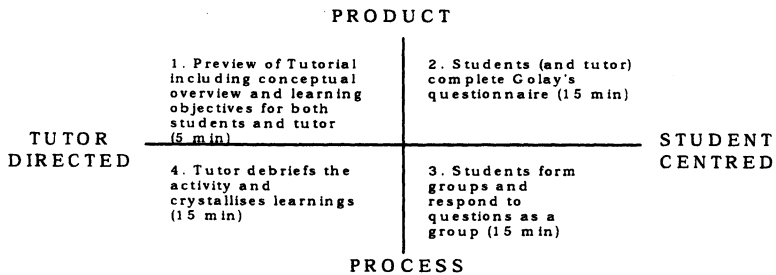 PRODUCT
1. Preview of Tutorial
including conceptual
overview and learning
objectives for both
students and tutor
(5 min)
2. Students (and tutor)
complete Golay's
questionnaire (15 min)
TUTOR
DIRECTED
STUDENT
CENTRED
4. Tutor debriefs the
activity and
crystallises learnings
(15 min)
3. Students form
groups and
respond to
questions as a
group (15 min)
PROCESS